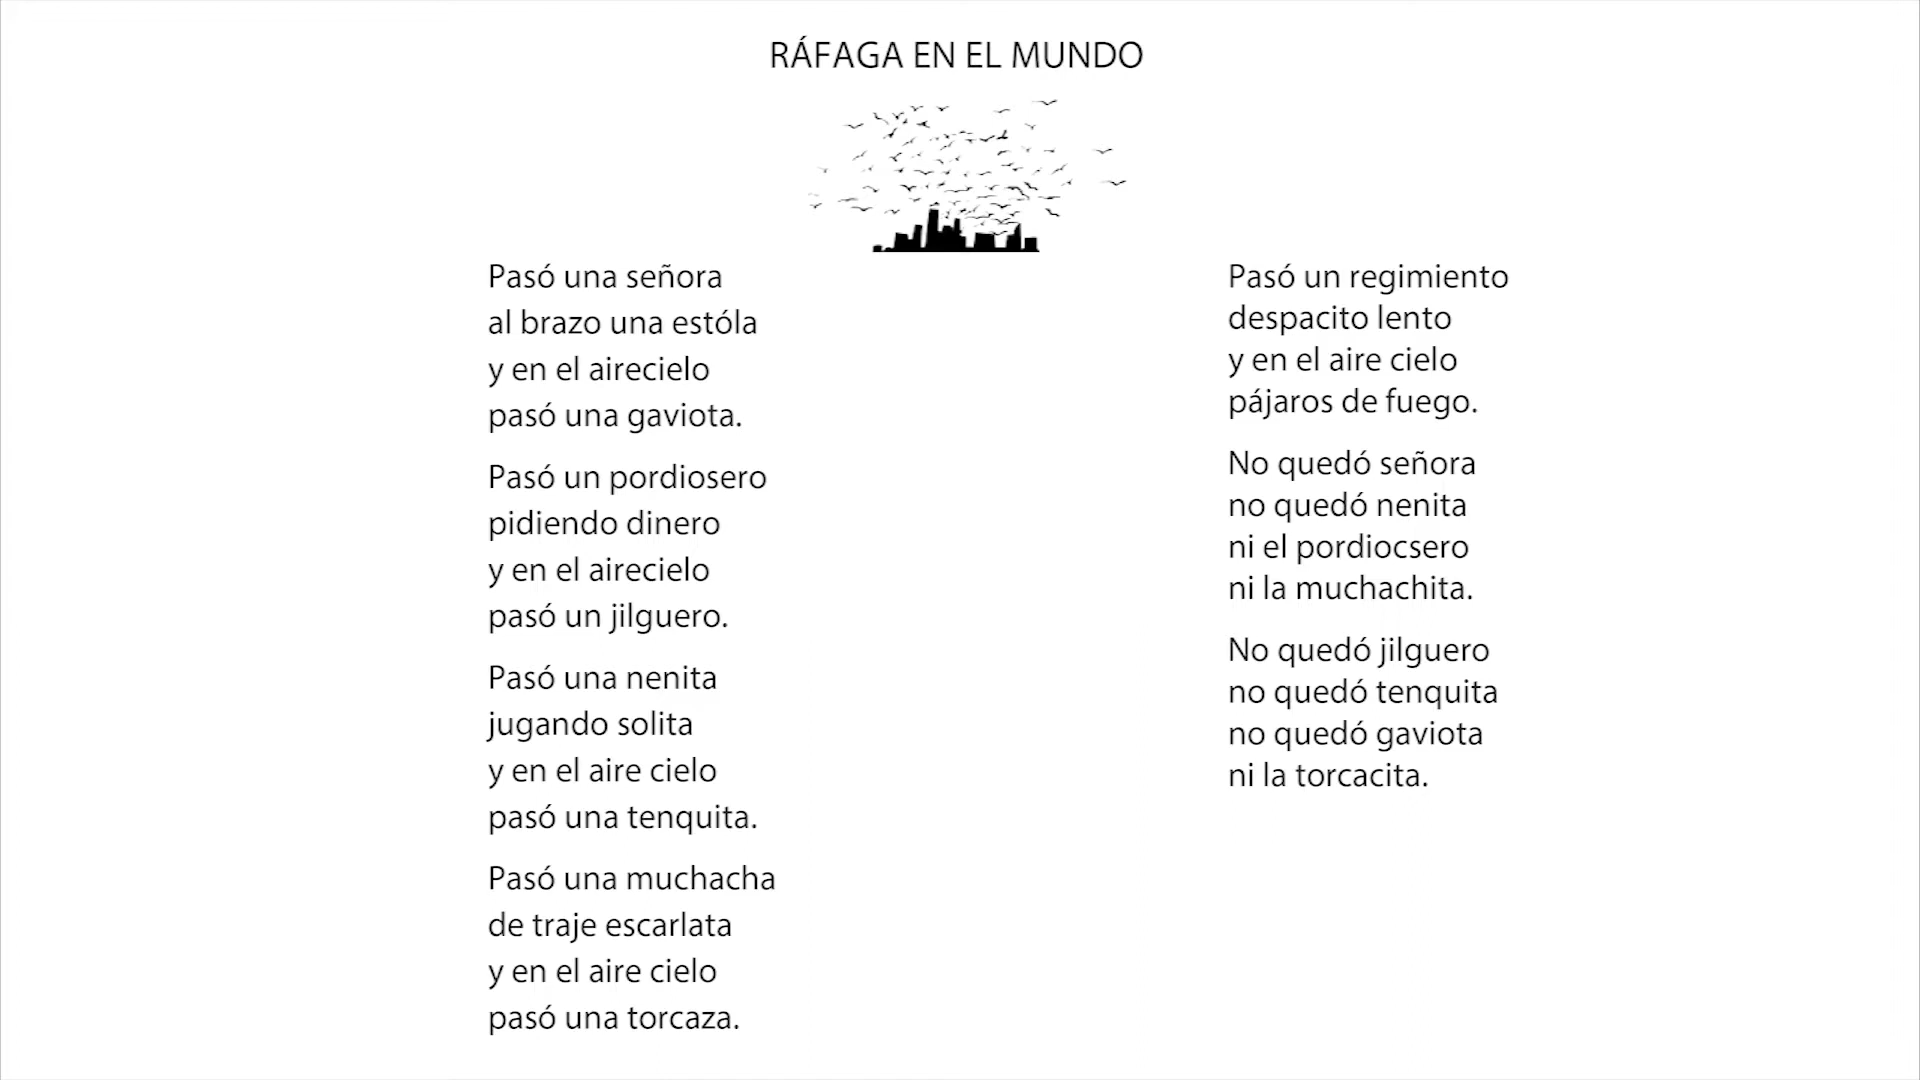 RÁFAGA EN EL MUNDO
Pasó una señora
al brazo una estóla
y en el airecielo
pasó una gaviota.
Pasó un pordiosero
pidiendo dinero
y en el airecielo
pasó un jilguero.
Pasó una nenita
jugando solita
y en el aire cielo
pasó una tenquita.
Pasó una muchacha
de traje escarlata
y en el aire cielo
pasó una torcaza.
Pasó un regimiento
despacito lento
y en el aire cielo
pájaros de fuego.
No quedó señora
no quedó nenita
ni el pordiocsero
ni la muchachita.
No quedó jilguero
no quedó tenquita
no quedó gaviota
ni la torcacita.